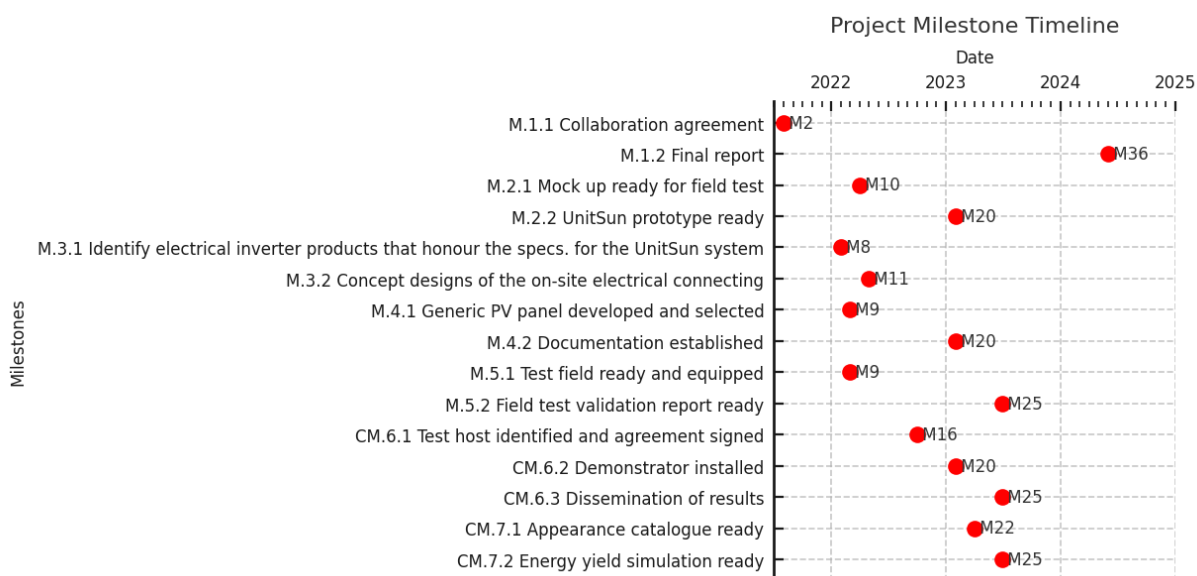 Project Milestone Timeline
Date
2022 2023 2024 2025
M.1.1 Collaboration agreement M2
M.1.2 Final report M36
M.2.1 Mock up ready for field test M10
M.2.2 UnitSun prototype ready M20
M.3.1 Identify electrical inverter products that honour the specs. for the UnitSun system M8
M.3.2 Concept designs of the on-site electrical connecting M11
M.4.1 Generic PV panel developed and selected M9
M.4.2 Documentation established M20
M.5.1 Test field ready and equipped M9
M.5.2 Field test validation report ready M25
CM.6.1 Test host identified and agreement signed M16
CM.6.2 Demonstrator installed M20
CM.6.3 Dissemination of results M25
CM.7.1 Appearance catalogue ready M22
CM.7.2 Energy yield simulation ready M25
Milestones